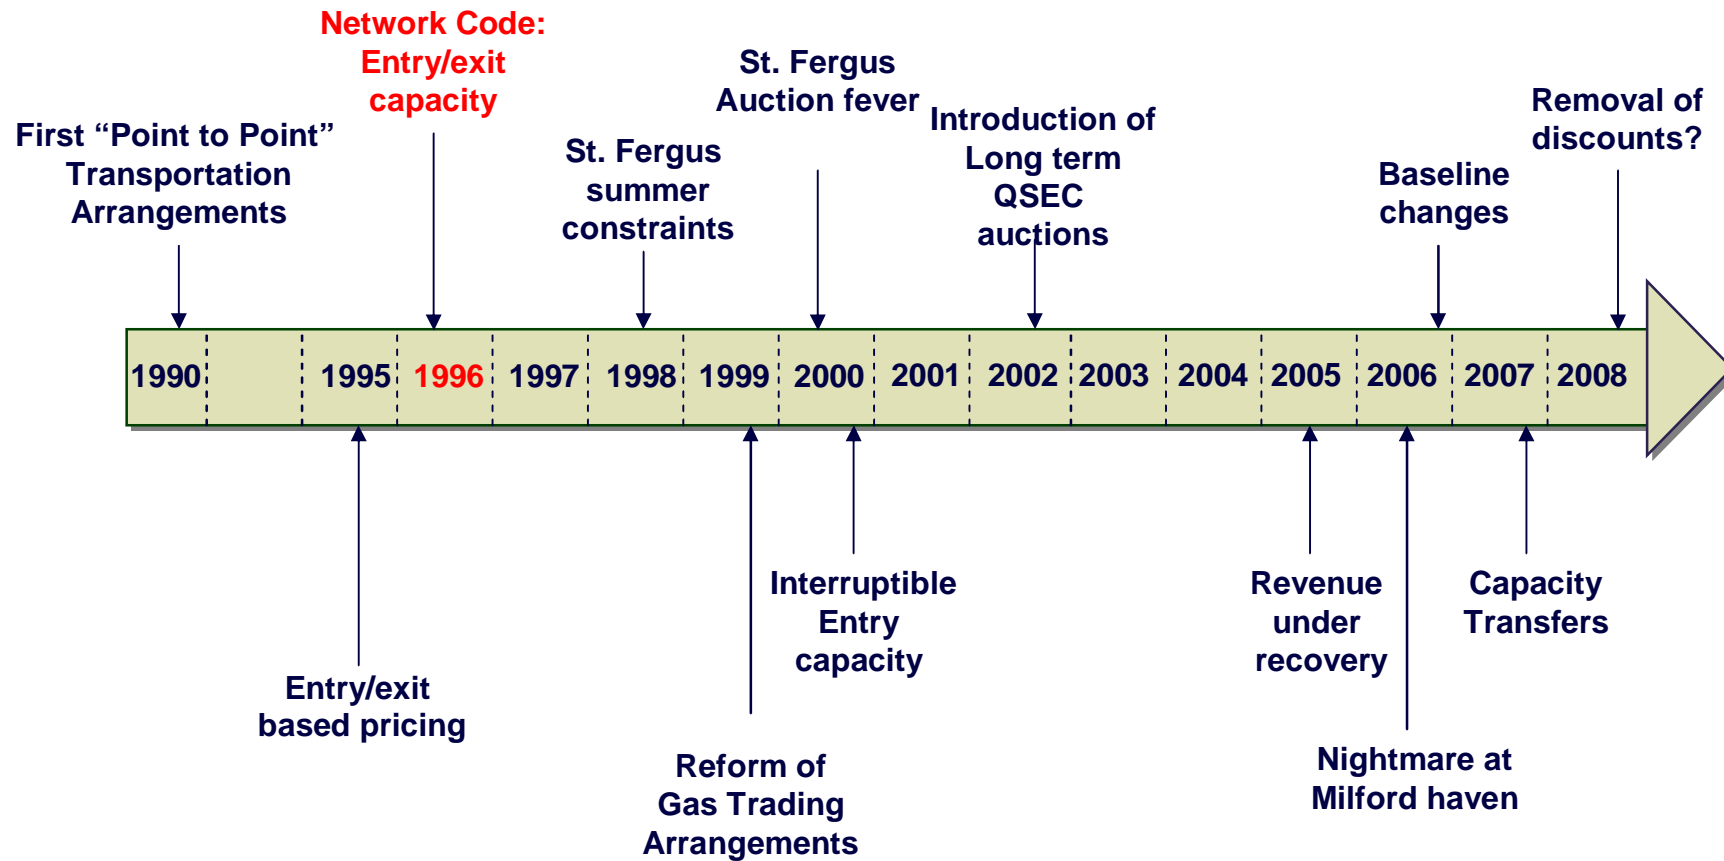 Network Code:
Entry/exit
capacity
First “Point to Point”
Transportation
Arrangements
St. Fergus
summer
constraints
St. Fergus
Auction fever
Introduction of
Long term
QSEC
auctions
Baseline
changes
Removal of
discounts?
1990 1995 1996 1997 1998 1999 2000 2001 2002 2003 2004 2005 2006 2007 2008
Entry/exit
based pricing
Reform of
Gas Trading
Arrangements
Interruptible
Entry
capacity
Revenue
under
recovery
Nightmare at
Milford haven
Capacity
Transfers